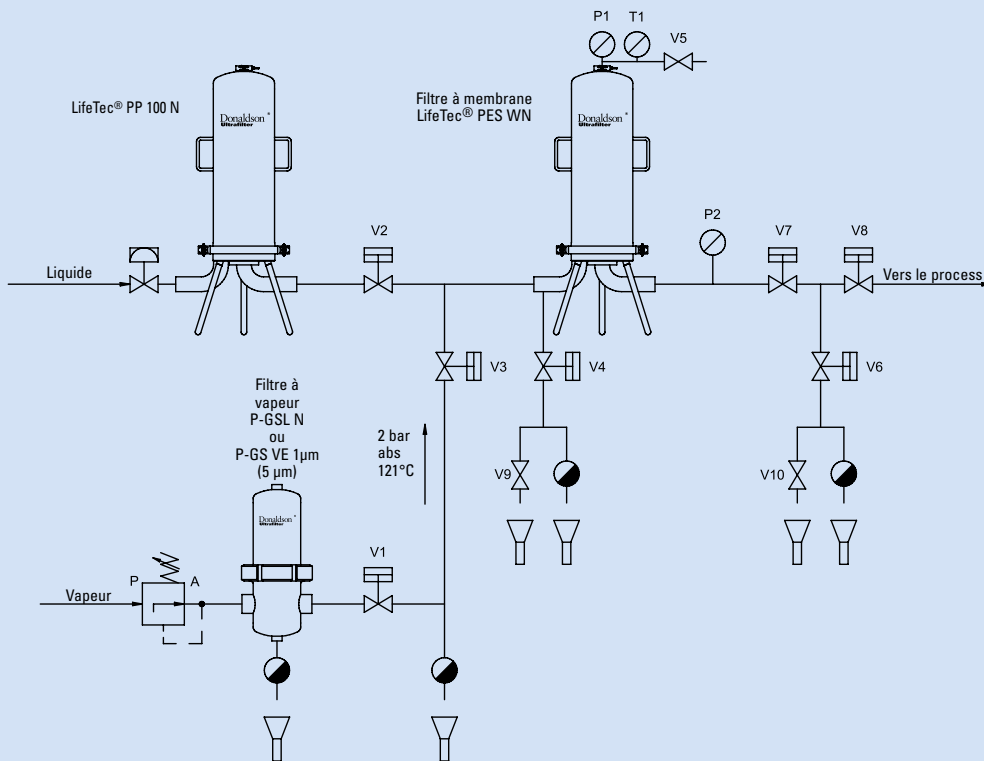 P1
T1
V5
LifeTec® PP 100 N
Filtre à membrane
LifeTec® PES WN
Donaldson®
Ultrafilter
Donaldson®
Ultrafilter
V2
P2
V7
V8
Liquide
Vers le process
V3
V4
V6
Filtre à
vapeur
P-GSL N
ou
P-GS VE 1µm
(5 µm)
2 bar
abs
121°C
V9
V10
Donaldson®
Ultrafilter
V1
P
A
Vapeur